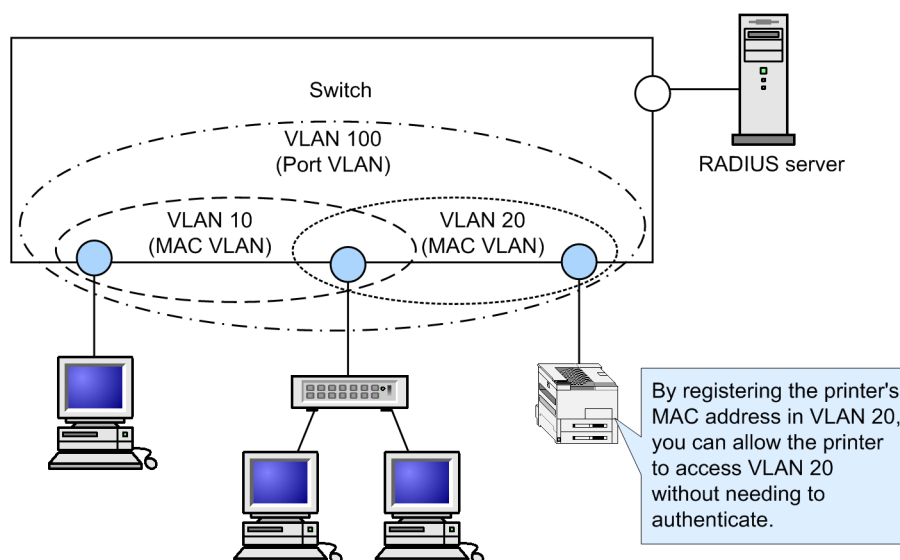 Switch
RADIUS server
VLAN 100
(Port VLAN)
VLAN 10
(MAC VLAN)
VLAN 20
(MAC VLAN)
By registering the printer's
MAC address in VLAN 20,
you can allow the printer
to access VLAN 20
without needing to
authenticate.